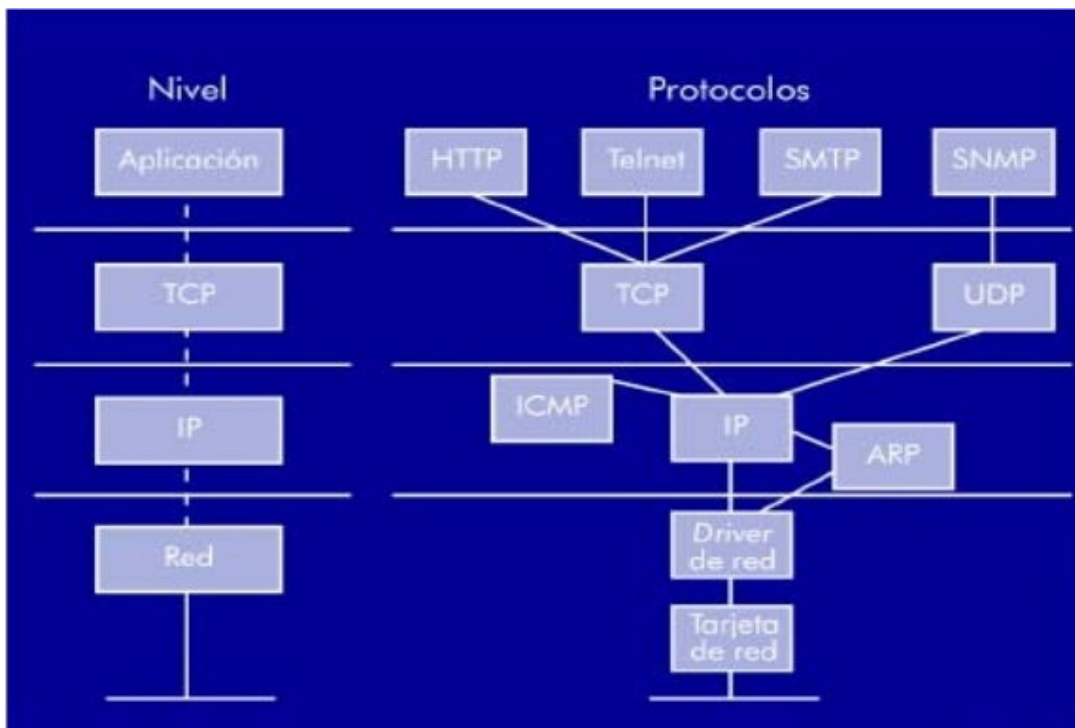 Nivel
Protocolos
Aplicación
HTTP
Telnet
SMTP
SNMP
TCP
TCP
UDP
ICMP
IP
IP
ARP
Red
Driver
de red
Tarjeta
de red